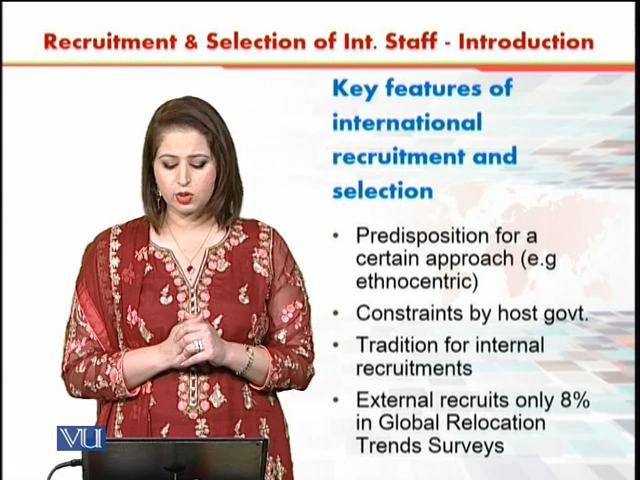 Recruitment & Selection of Int. Staff - Introduction
Key features of
international
recruitment and
selection
• Predisposition for a
certain approach (e.g
ethnocentric)
• Constraints by host govt.
• Tradition for internal
recruitments
• External recruits only 8%
in Global Relocation
Trends Surveys
VU